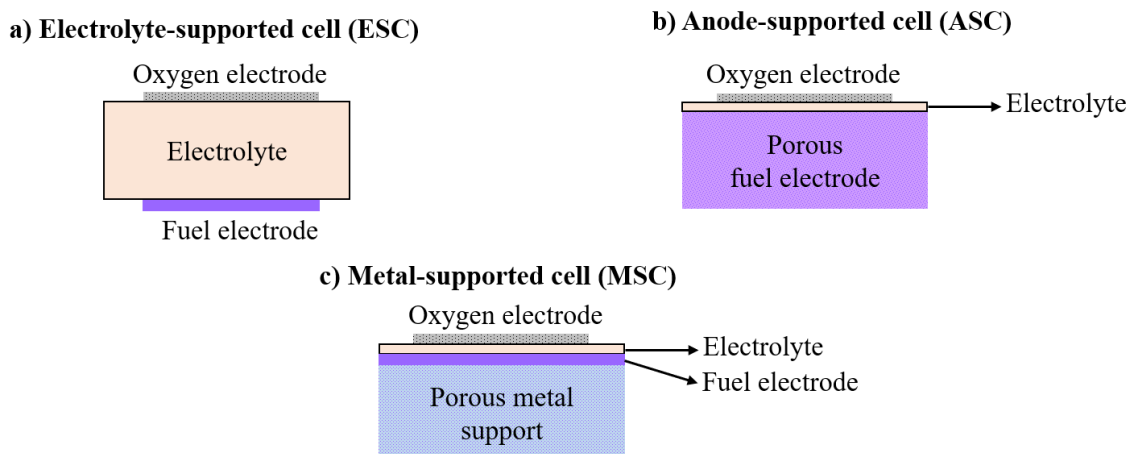 a) Electrolyte-supported cell (ESC)
Oxygen electrode
Electrolyte
Fuel electrode
b) Anode-supported cell (ASC)
Oxygen electrode
Electrolyte
Porous
fuel electrode
c) Metal-supported cell (MSC)
Oxygen electrode
Electrolyte
Fuel electrode
Porous metal
support